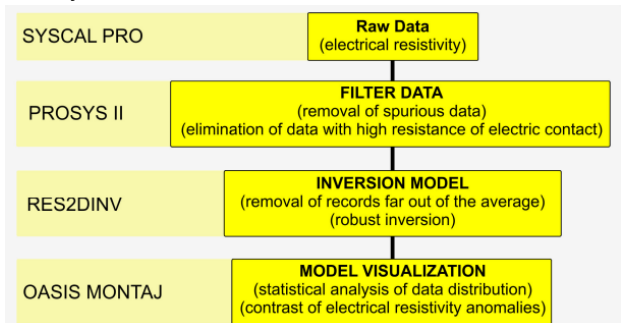 SYSCAL PRO
Raw Data
(electrical resistivity)
PROSYS II
FILTER DATA
(removal of spurious data)
(elimination of data with high resistance of electric contact)
RES2DINV
INVERSION MODEL
(removal of records far out of the average)
(robust inversion)
OASIS MONTAJ
MODEL VISUALIZATION
(statistical analysis of data distribution)
(contrast of electrical resistivity anomalies)